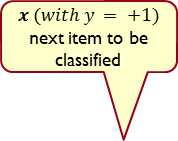 x (with y = +1)
next item to be
classified